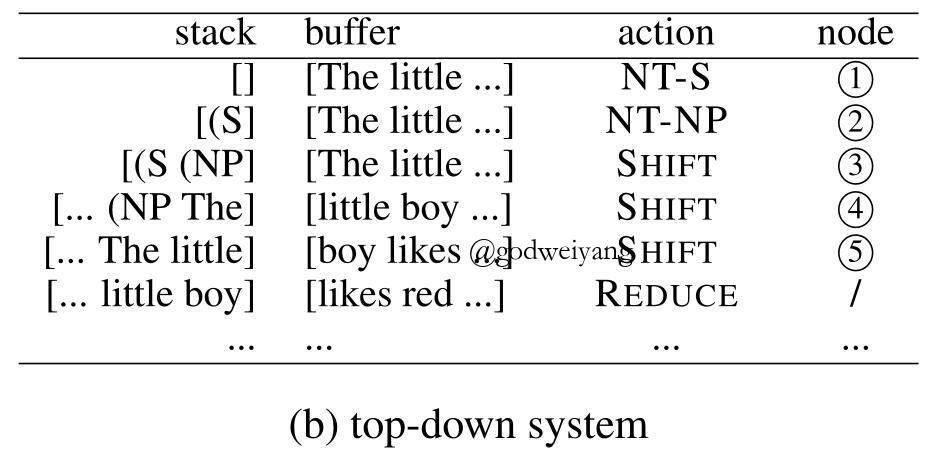 stack buffer action node
[] [The little ...] NT-S ①
[(S] [The little ...] NT-NP ②
[(S (NP] [The little ...] SHIFT ③
[... (NP The] [little boy ...] SHIFT ④
[... The little] [boy likes ...] SHIFT ⑤
@godweiyang
[... little boy] [likes red ...] REDUCE /
... ... ... ...
(b) top-down system